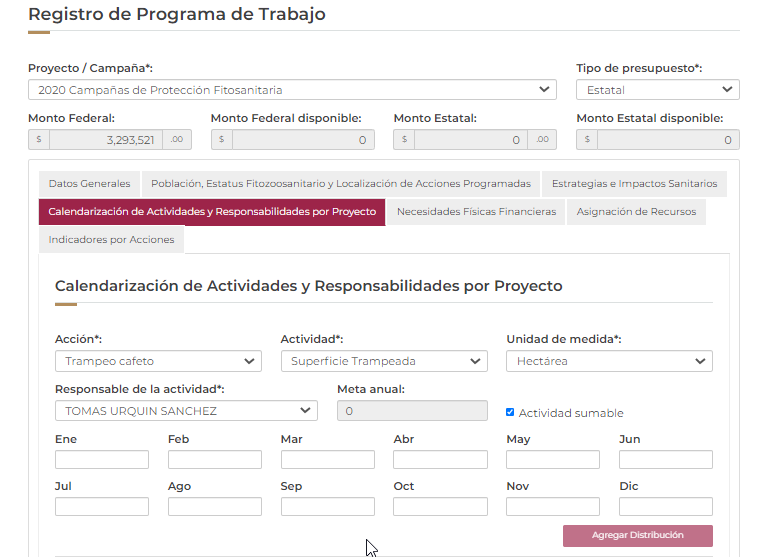 Registro de Programa de Trabajo
Proyecto / Campaña*: Tipo de presupuesto*:
2020 Campañas de Protección Fitosanitaria Estatal
Monto Federal: Monto Federal disponible: Monto Estatal: Monto Estatal disponible:
$ 3,293,521 .00 $ 0 $ 0 .00 $ 0
Datos Generales Población, Estatus Fitozoosanitario y Localización de Acciones Programadas Estrategias e Impactos Sanitarios
Calendarización de Actividades y Responsabilidades por Proyecto Necesidades Físicas Financieras Asignación de Recursos
Indicadores por Acciones
Calendarización de Actividades y Responsabilidades por Proyecto
Acción*: Actividad*: Unidad de medida*:
Trampeo cafeto Superficie Trampeada Hectárea
Responsable de la actividad*: Meta anual:
TOMAS URQUIN SANCHEZ 0 Actividad sumable
Ene Feb Mar Abr May Jun
Jul Ago Sep Oct Nov Dic
Agregar Distribución